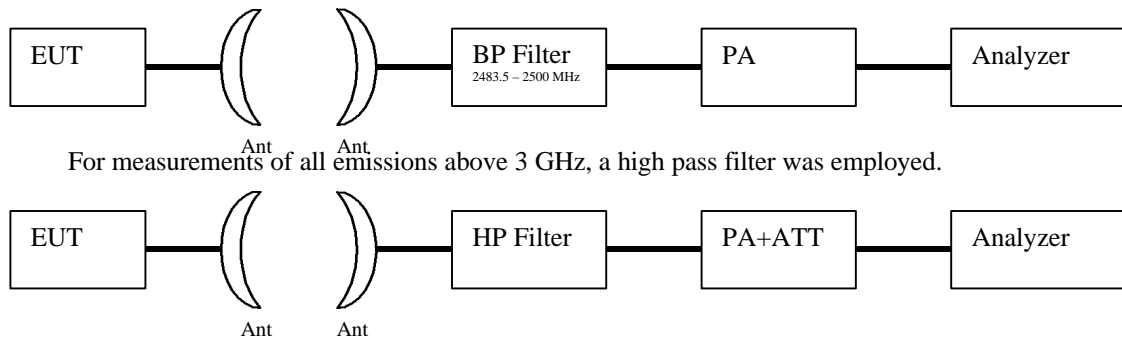 EUT BP Filter PA Analyzer
2483.5 – 2500 MHz
Ant Ant
For measurements of all emissions above 3 GHz, a high pass filter was employed.
EUT HP Filter PA+ATT Analyzer
Ant Ant